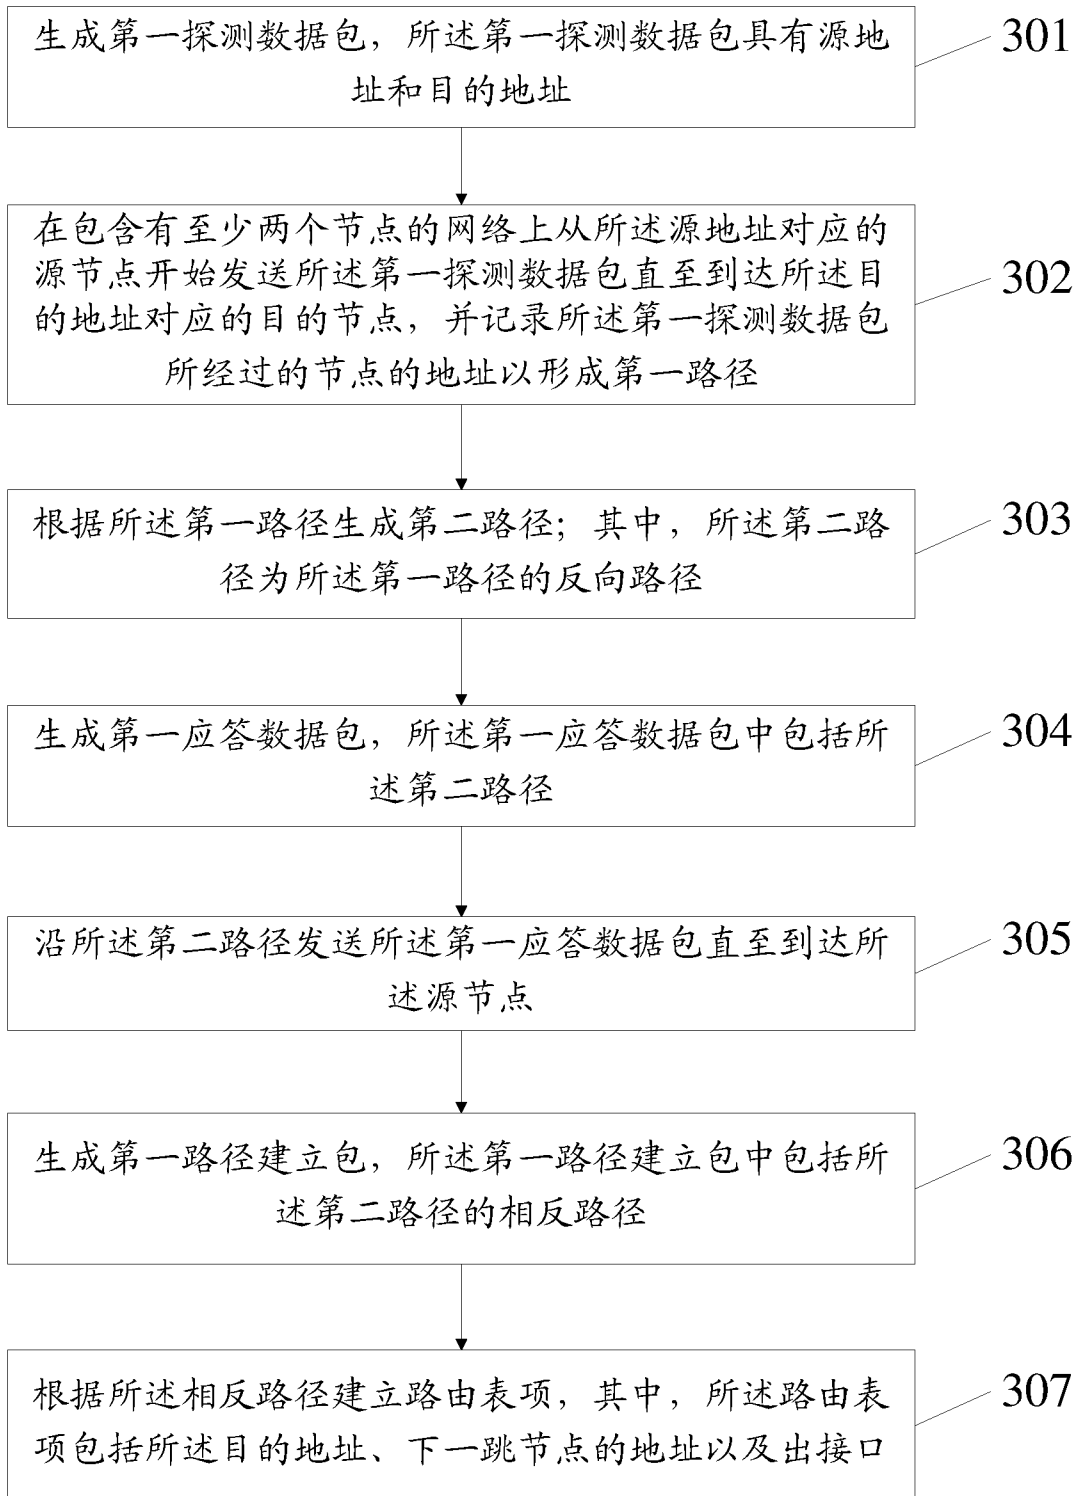 生成第一探测数据包，所述第一探测数据包具有源地
址和目的地址
301
在包含有至少两个节点的网络上从所述源地址对应的
源节点开始发送所述第一探测数据包直至到达所述目
的地址对应的目的节点，并记录所述第一探测数据包
所经过的节点的地址以形成第一路径
302
根据所述第一路径生成第二路径；其中，所述第二路
径为所述第一路径的反向路径
303
生成第一应答数据包，所述第一应答数据包中包括所
述第二路径
304
沿所述第二路径发送所述第一应答数据包直至到达所
述源节点
305
生成第一路径建立包，所述第一路径建立包中包括所
述第二路径的相反路径
306
根据所述相反路径建立路由表项，其中，所述路由表
项包括所述目的地址、下一跳节点的地址以及出接口
307